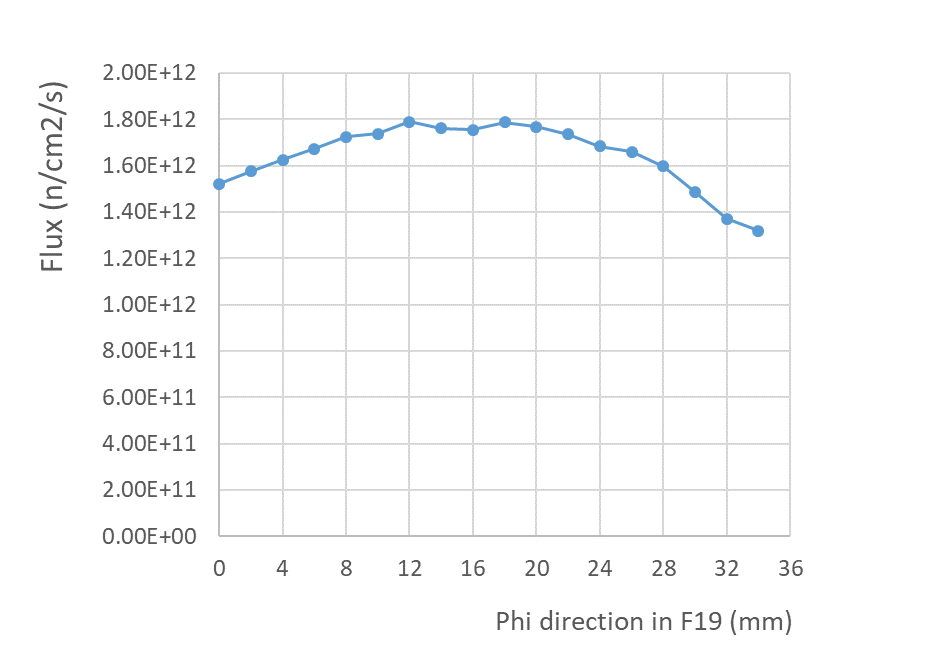 Flux (n/cm2/s)
2.00E+12
1.80E+12
1.60E+12
1.40E+12
1.20E+12
1.00E+12
8.00E+11
6.00E+11
4.00E+11
2.00E+11
0.00E+00
0 4 8 12 16 20 24 28 32 36
Phi direction in F19 (mm)